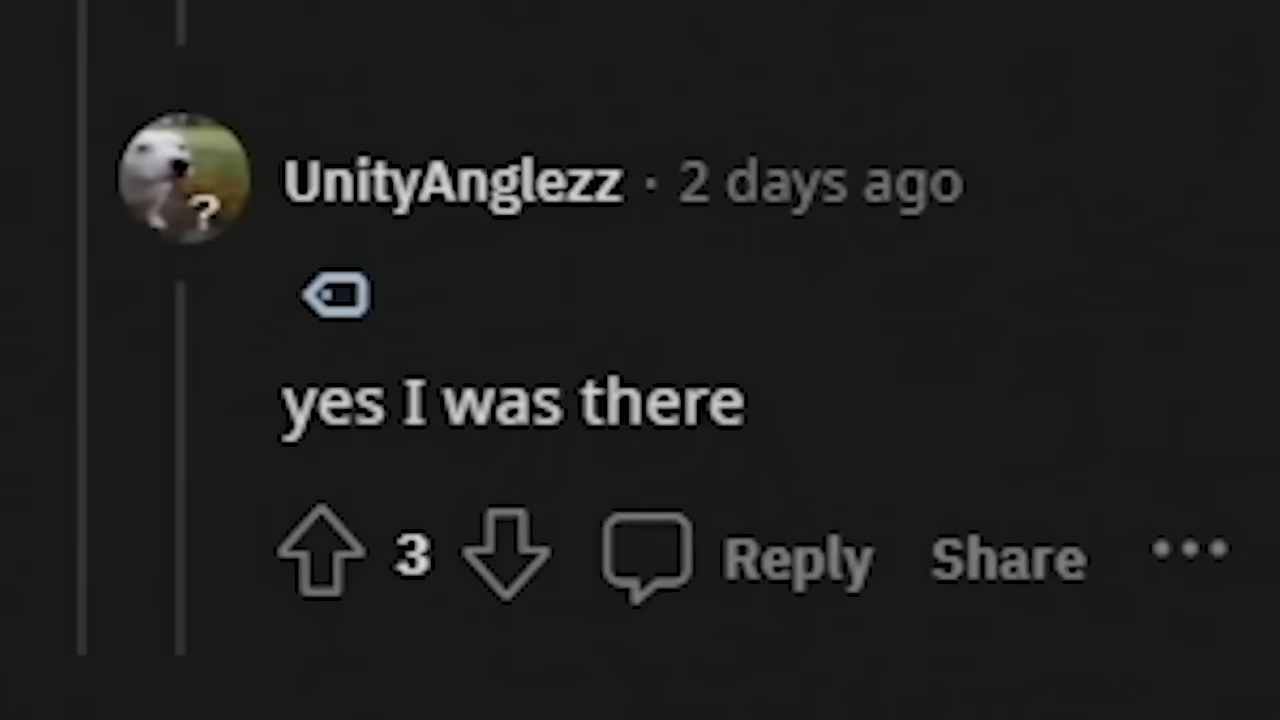 ?
UnityAnglezz · 2 days ago
yes I was there
3 Reply Share •••